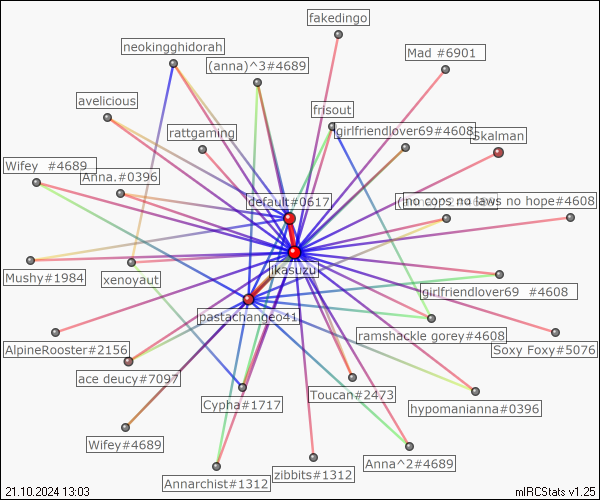 fakedingo
neokingghidorah
Mad #6901
(anna)^3#4689
avelicious
frisout
rattgaming
girlfriendlover69#4608
Skalman
Wifey #4689
Anna.#0396
default#0617
(no cops no laws no hope#4608
jikasuzu
Mushy#1984
xenoyaut
girlfriendlover69 #4608
pastachangeo41
ramshackle gorey#4608
AlpineRooster#2156
Soxy Foxy#5076
ace deucy#7097
Toucan#2473
Cypha#1717
hypomanianna#0396
Wifey#4689
Anna^2#4689
zibbits#1312
Annarchist#1312
21.10.2024 13:03
mIRCStats v1.25